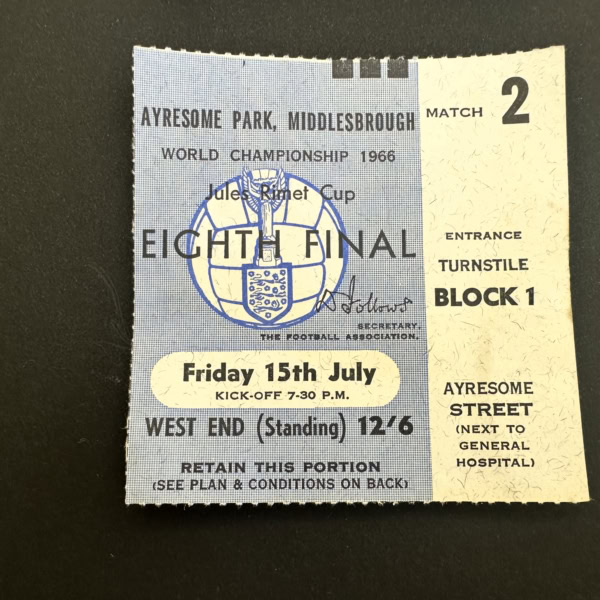 AYRESOME PARK, MIDDLESBROUGH
WORLD CHAMPIONSHIP 1966
Jules Rimet Cup
EIGHTH FINAL
D Follows
SECRETARY.
THE FOOTBALL ASSOCIATION.
Friday 15th July
KICK-OFF 7-30 P.M.
WEST END (Standing) 12'6
RETAIN THIS PORTION
(SEE PLAN & CONDITIONS ON BACK)
MATCH 2
ENTRANCE
TURNSTILE
BLOCK 1
AYRESOME
STREET
(NEXT TO
GENERAL
HOSPITAL)